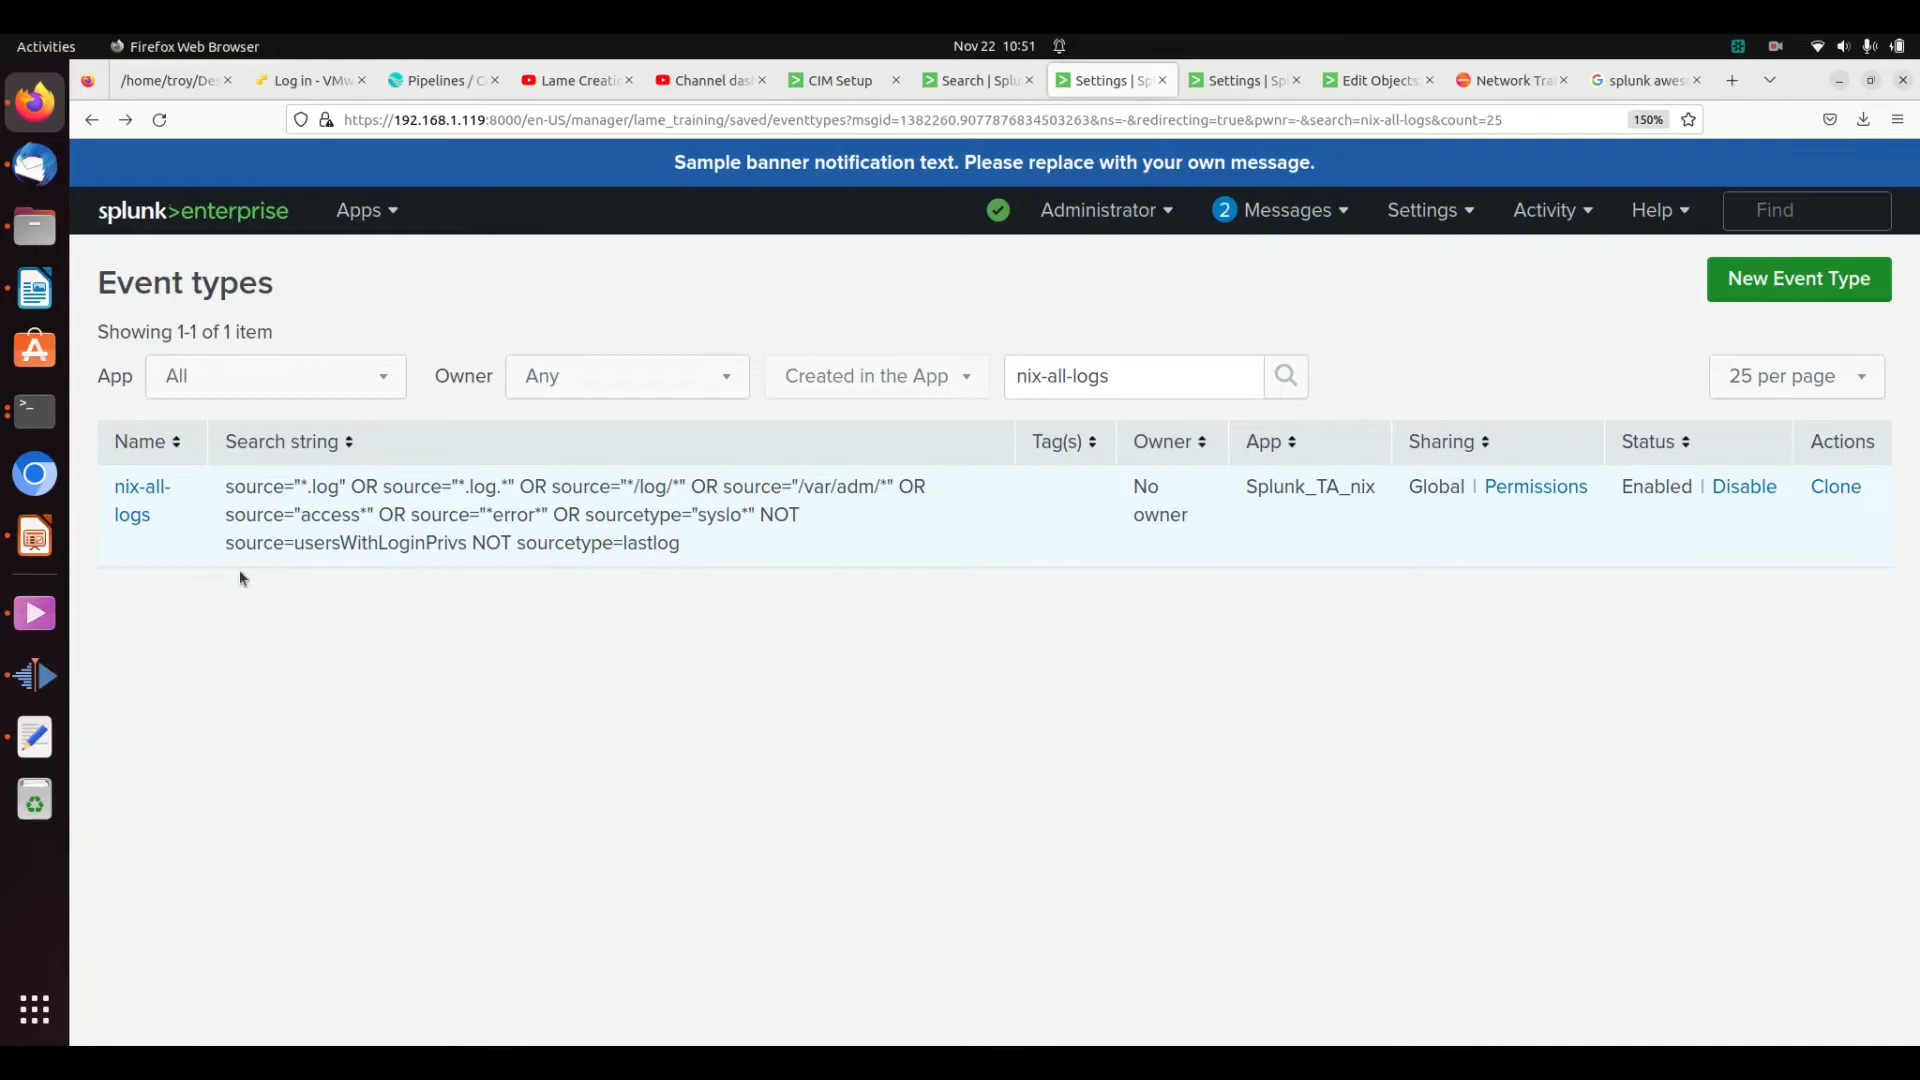 Activities Firefox Web Browser Nov 22 10:51
/home/troy/Des Log in - VMw Pipelines / C Lame Creatio Channel das CIM Setup Search | Splu Settings | Sp Settings | Sp Edit Objects Network Tra splunk aweso
https://192.168.1.119:8000/en-US/manager/lame_training/saved/eventtypes?msgid=1382260.9077876834503263&ns=-&redirecting=true&pwnr=-&search=nix-all-logs&count=25 150%
Sample banner notification text. Please replace with your own message.
splunk>enterprise Apps Administrator 2 Messages Settings Activity Help Find
Event types
New Event Type
Showing 1-1 of 1 item
App All Owner Any Created in the App nix-all-logs 25 per page
Name Search string Tag(s) Owner App Sharing Status Actions
nix-all- source="*.log" OR source="*.log.*" OR source="*/log/*" OR source="/var/adm/*" OR No Splunk_TA_nix Global | Permissions Enabled | Disable Clone
logs source="access*" OR source="*error*" OR sourcetype="syslo*" NOT owner
source=usersWithLoginPrivs NOT sourcetype=lastlog